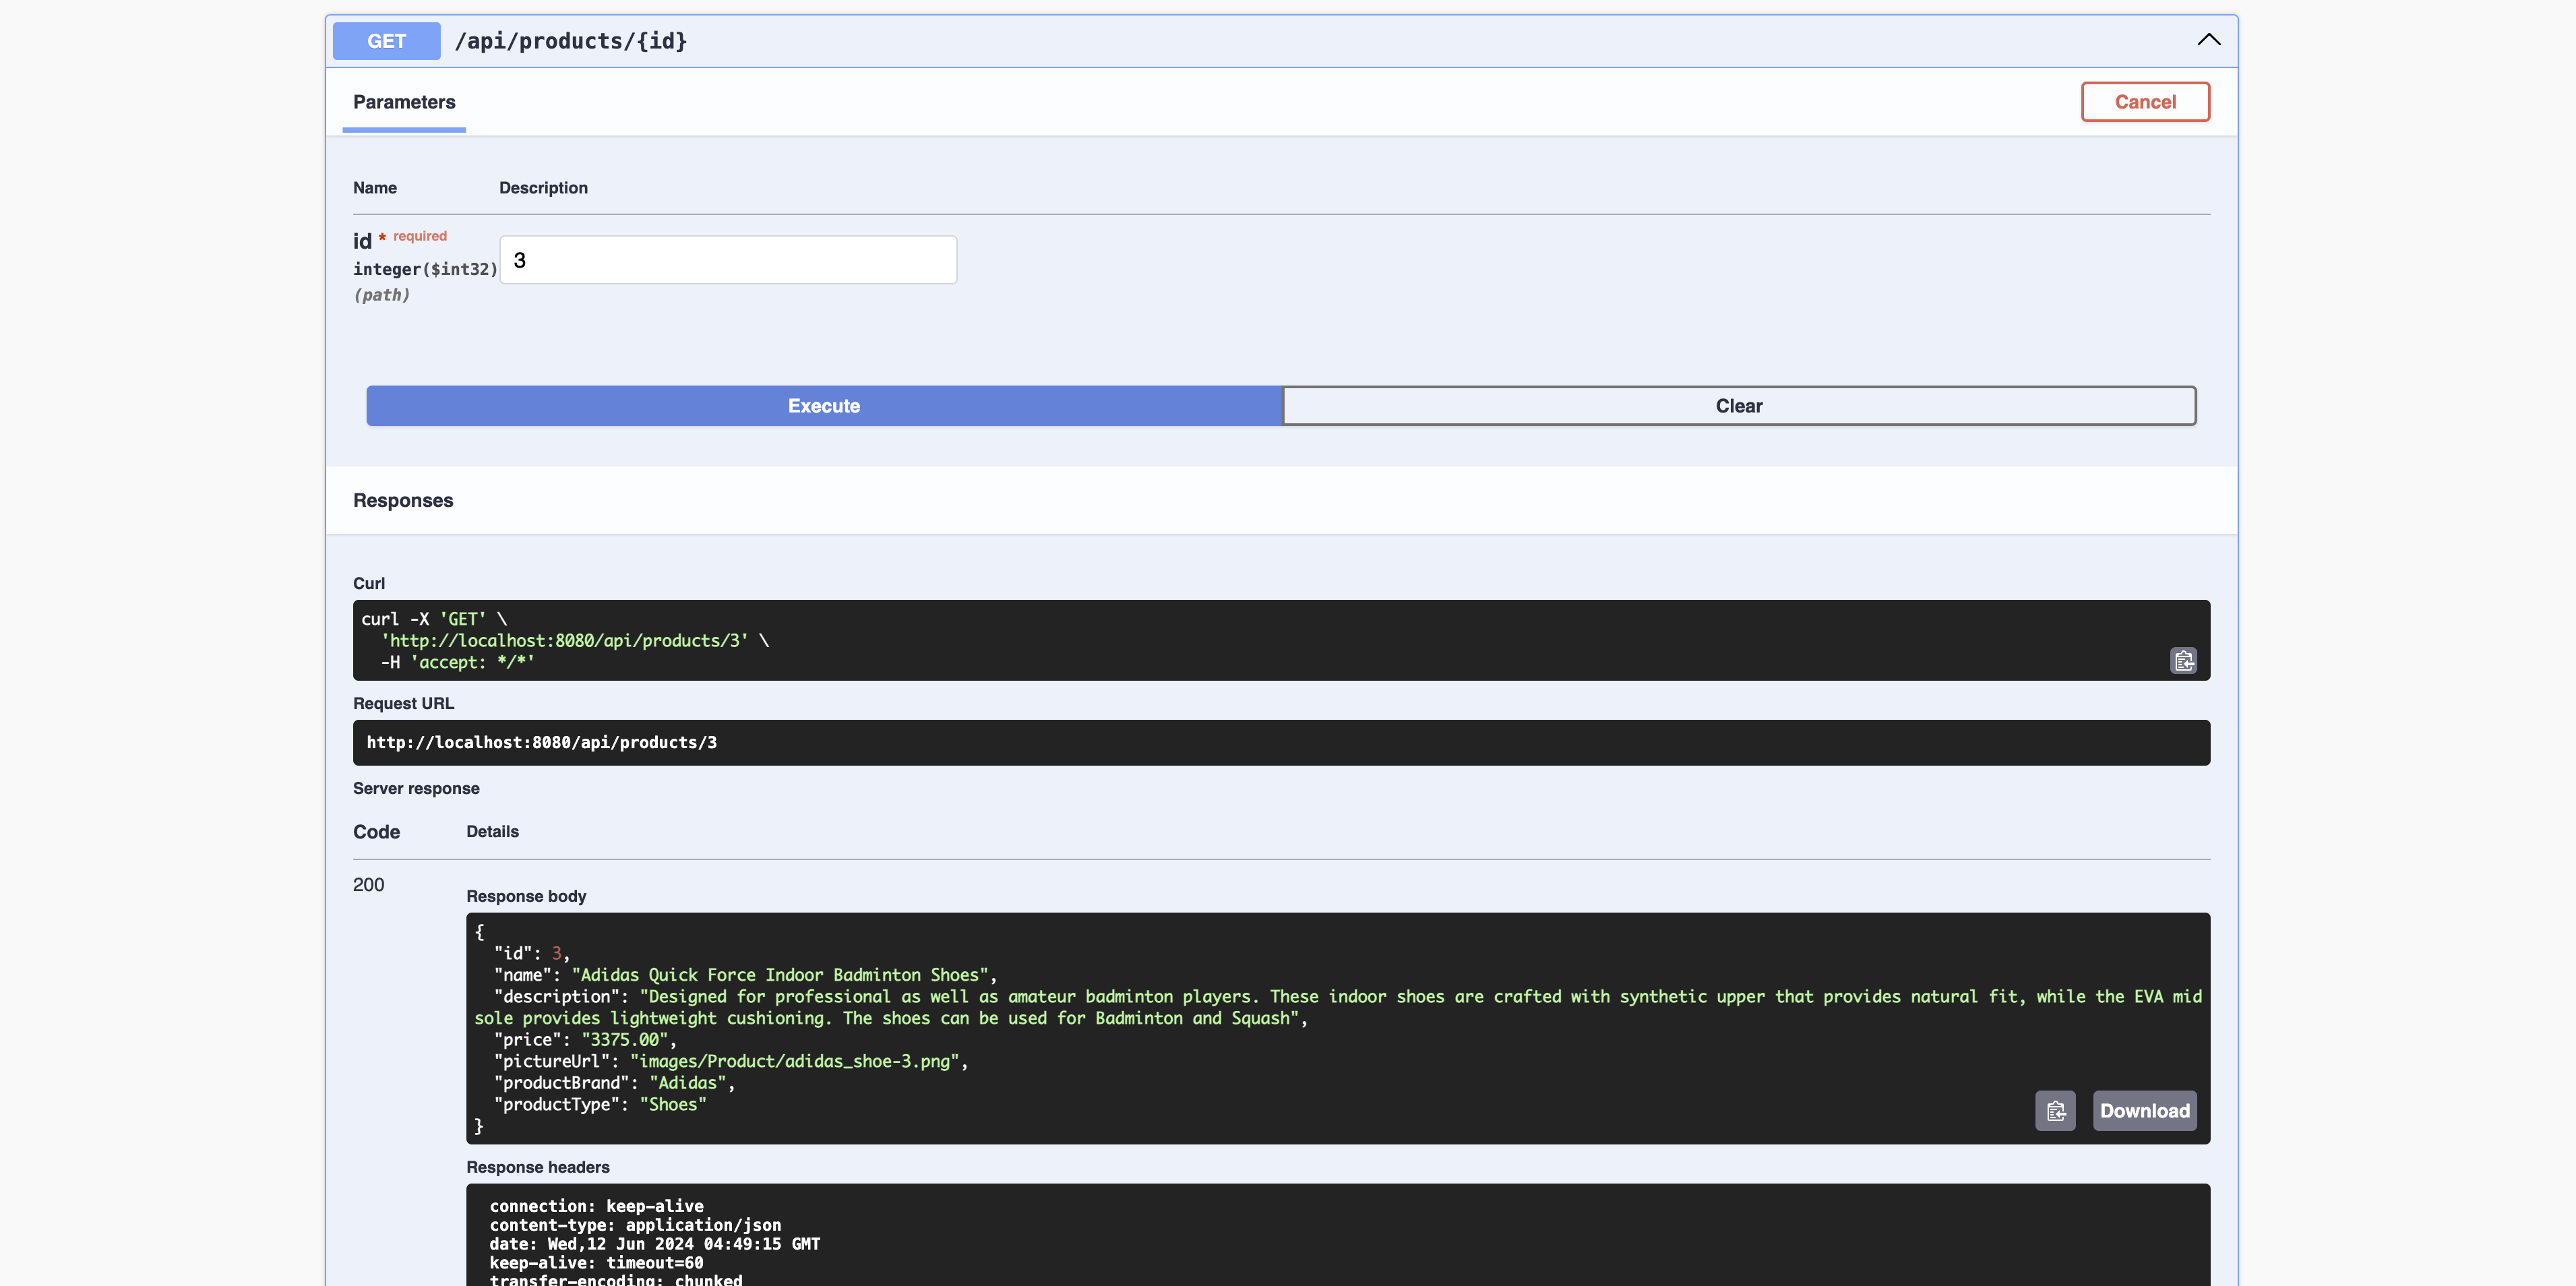 GET /api/products/{id}
Parameters
Cancel
Name Description
id * required
integer($int32)
(path)
3
Execute Clear
Responses
Curl
curl -X 'GET' \
'http://localhost:8080/api/products/3' \
-H 'accept: */*'
Request URL
http://localhost:8080/api/products/3
Server response
Code Details
200
Response body
{
"id": 3,
"name": "Adidas Quick Force Indoor Badminton Shoes",
"description": "Designed for professional as well as amateur badminton players. These indoor shoes are crafted with synthetic upper that provides natural fit, while the EVA mid
sole provides lightweight cushioning. The shoes can be used for Badminton and Squash",
"price": "3375.00",
"pictureUrl": "images/Product/adidas_shoe-3.png",
"productBrand": "Adidas",
"productType": "Shoes"
}
Download
Response headers
connection: keep-alive
content-type: application/json
date: Wed,12 Jun 2024 04:49:15 GMT
keep-alive: timeout=60
transfer-encoding: chunked